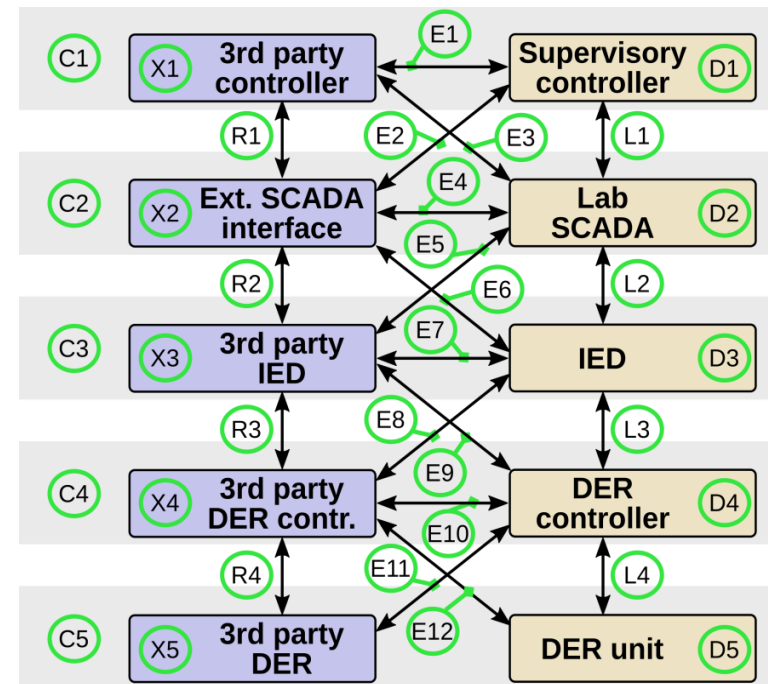 C1
X1
3rd party
controller
E1
Supervisory
controller
D1
R1
E2
E3
L1
C2
X2
Ext. SCADA
interface
E4
Lab
SCADA
D2
E5
R2
E6
L2
C3
X3
3rd party
IED
E7
IED
D3
R3
E8
E9
L3
C4
X4
3rd party
DER contr.
E10
DER
controller
D4
R4
E11
L4
C5
X5
3rd party
DER
E12
DER unit
D5